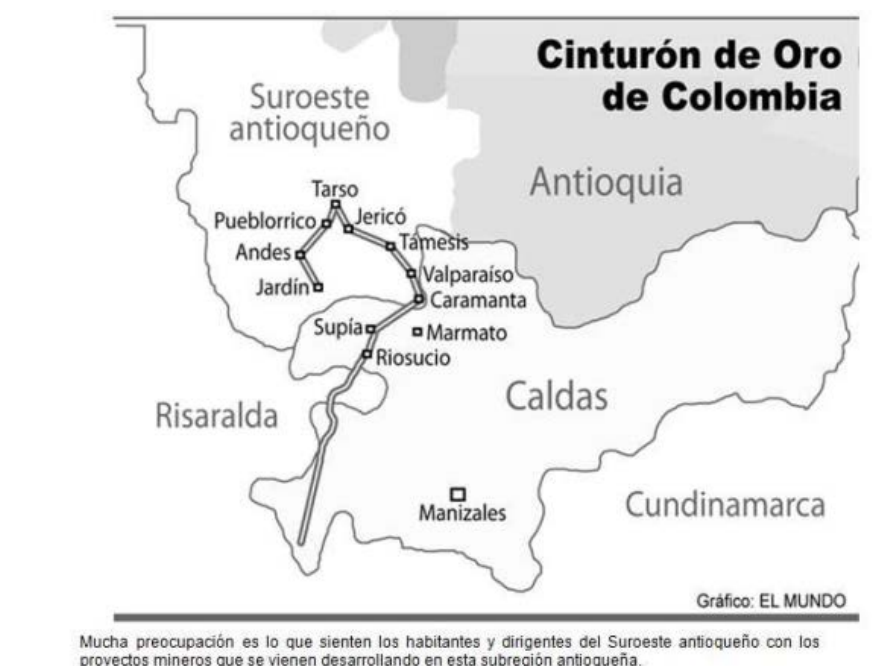 Cinturón de Oro
de Colombia
Suroeste
antioqueño
Antioquia
Tarso
Pueblorrico
Jericó
Andes
Támesis
Jardín
Valparaíso
Caramanta
Supía
Marmato
Riosucio
Caldas
Risaralda
Manizales
Cundinamarca
Gráfico: EL MUNDO
Mucha preocupación es lo que sienten los habitantes y dirigentes del Suroeste antioqueño con los
proyectos mineros que se vienen desarrollando en esta subregión antioqueña.